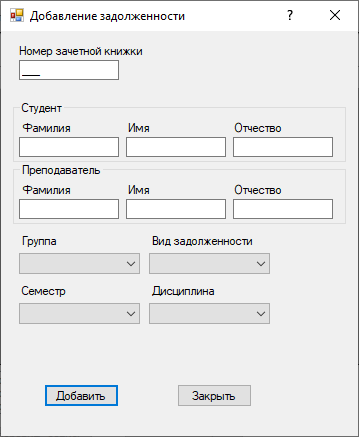 Добавление задолженности ?
Номер зачетной книжки
___
Студент
Фамилия Имя Отчество
Преподаватель
Фамилия Имя Отчество
Группа Вид задолженности
Семестр Дисциплина
Добавить Закрыть